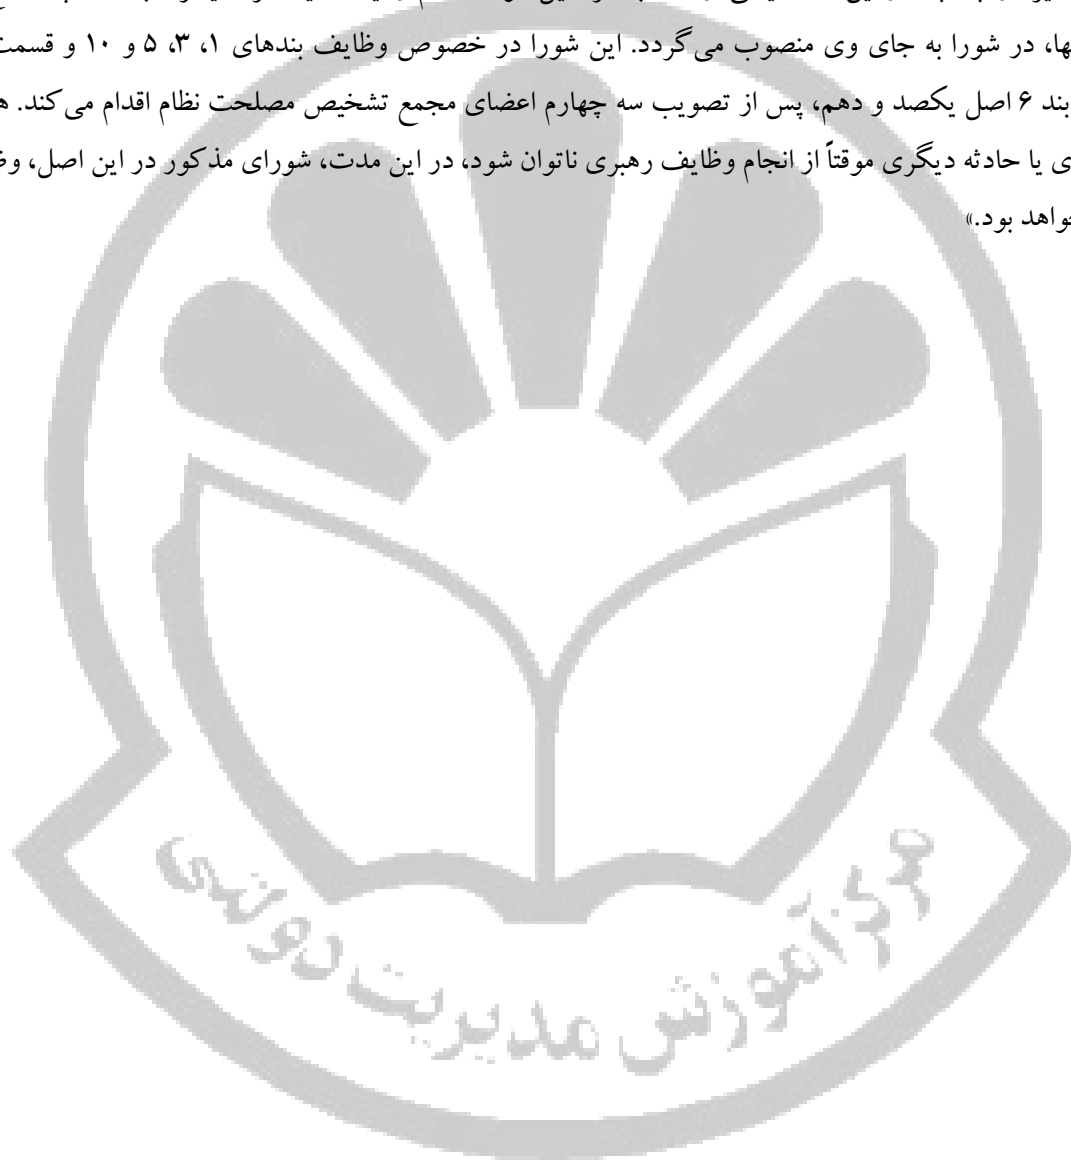 ها، در شورا به جای وی منصوب می‌گردد. این شورا در خصوص وظایف بندهای ۱، ۳، ۵ و ۱۰ و قسمت
بند ۶ اصل یکصد و دهم، پس از تصویب سه چهارم اعضای مجمع تشخیص مصلحت نظام اقدام می‌کند.
ی یا حادثه دیگری موقتاً از انجام وظایف رهبری ناتوان شود، در این مدت، شورای مذکور در این اصل،
واهد بود.»
مرکز آموزش مدیریت دولتی